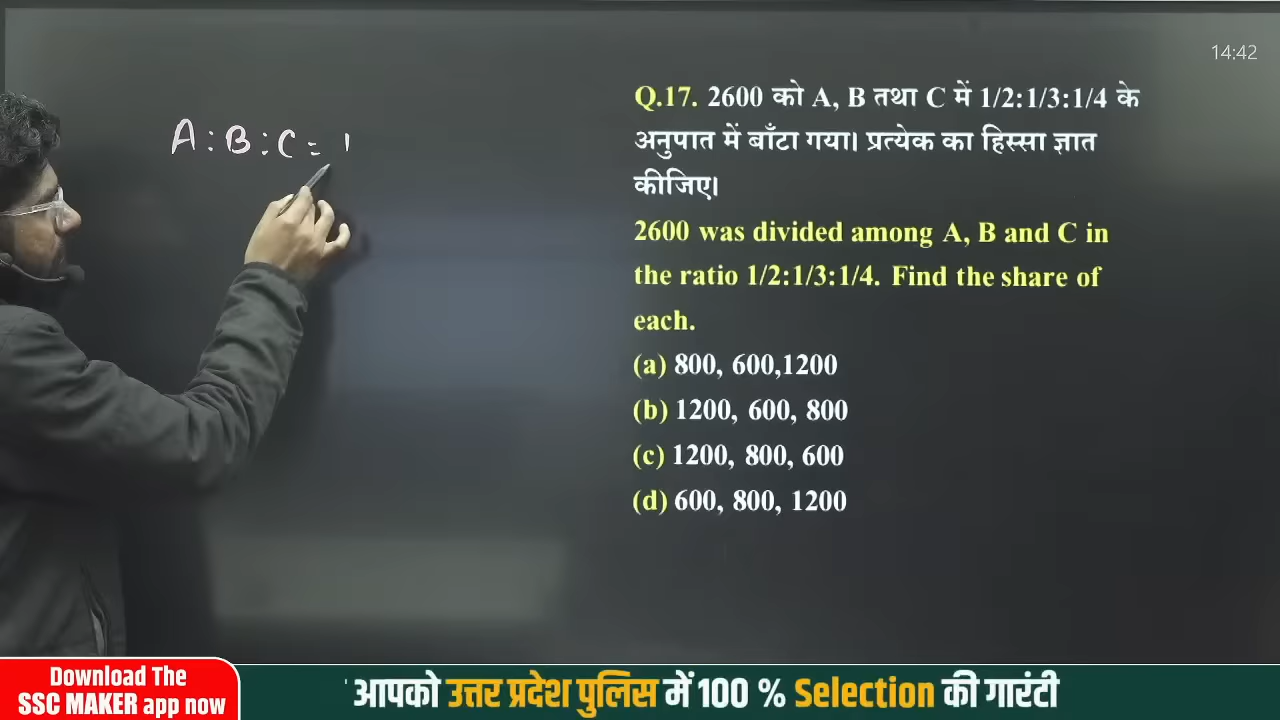 14:42
A:B:C= 1
Q.17. 2600 को A, B तथा C में 1/2:1/3:1/4 के
अनुपात में बाँटा गया। प्रत्येक का हिस्सा ज्ञात
कीजिए।
2600 was divided among A, B and C in
the ratio 1/2:1/3:1/4. Find the share of
each.
(a) 800, 600,1200
(b) 1200, 600, 800
(c) 1200, 800, 600
(d) 600, 800, 1200
Download The
SSC MAKER app now
आपको उत्तर प्रदेश पुलिस में 100 % Selection की गारंटी